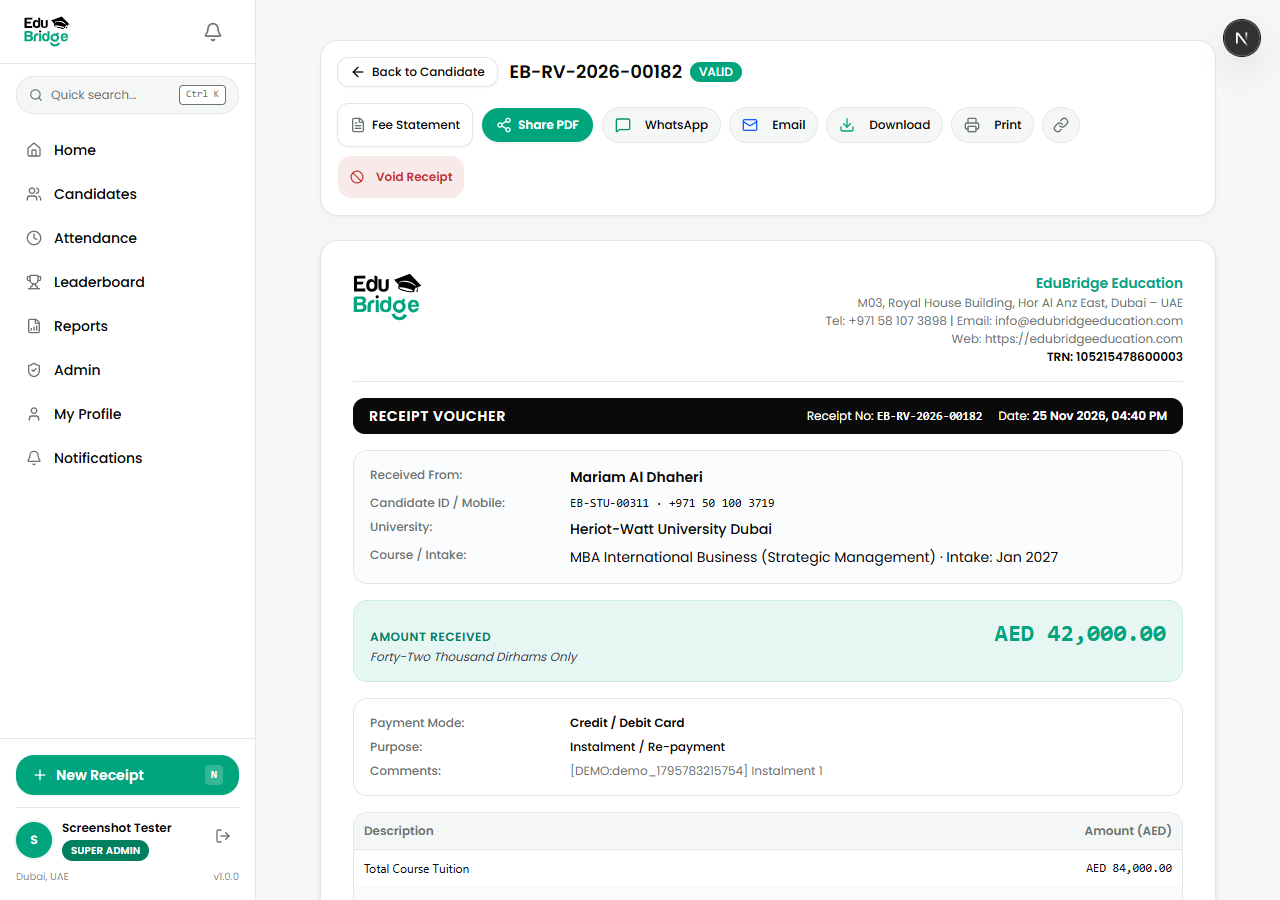 Edu
Bridge
Quick search...
Ctrl K
Home
Candidates
Attendance
Leaderboard
Reports
Admin
My Profile
Notifications
New Receipt
N
S
Screenshot Tester
SUPER ADMIN
Dubai, UAE
v1.0.0
N
Back to Candidate
EB-RV-2026-00182
VALID
Fee Statement
Share PDF
WhatsApp
Email
Download
Print
Void Receipt
Edu
Bridge
EduBridge Education
M03, Royal House Building, Hor Al Anz East, Dubai – UAE
Tel: +971 58 107 3898 | Email: info@edubridgeeducation.com
Web: https://edubridgeeducation.com
TRN: 105215478600003
RECEIPT VOUCHER
Receipt No: EB-RV-2026-00182 Date: 25 Nov 2026, 04:40 PM
Received From: Mariam Al Dhaheri
Candidate ID / Mobile: EB-STU-00311 · +971 50 100 3719
University: Heriot-Watt University Dubai
Course / Intake: MBA International Business (Strategic Management) · Intake: Jan 2027
AMOUNT RECEIVED
AED 42,000.00
Forty-Two Thousand Dirhams Only
Payment Mode: Credit / Debit Card
Purpose: Instalment / Re-payment
Comments: [DEMO:demo_1795783215754] Instalment 1
Description Amount (AED)
Total Course Tuition AED 84,000.00